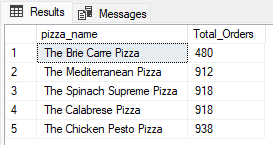 Results Messages
pizza_name Total_Orders
1 The Brie Carre Pizza 480
2 The Mediterranean Pizza 912
3 The Spinach Supreme Pizza 918
4 The Calabrese Pizza 918
5 The Chicken Pesto Pizza 938